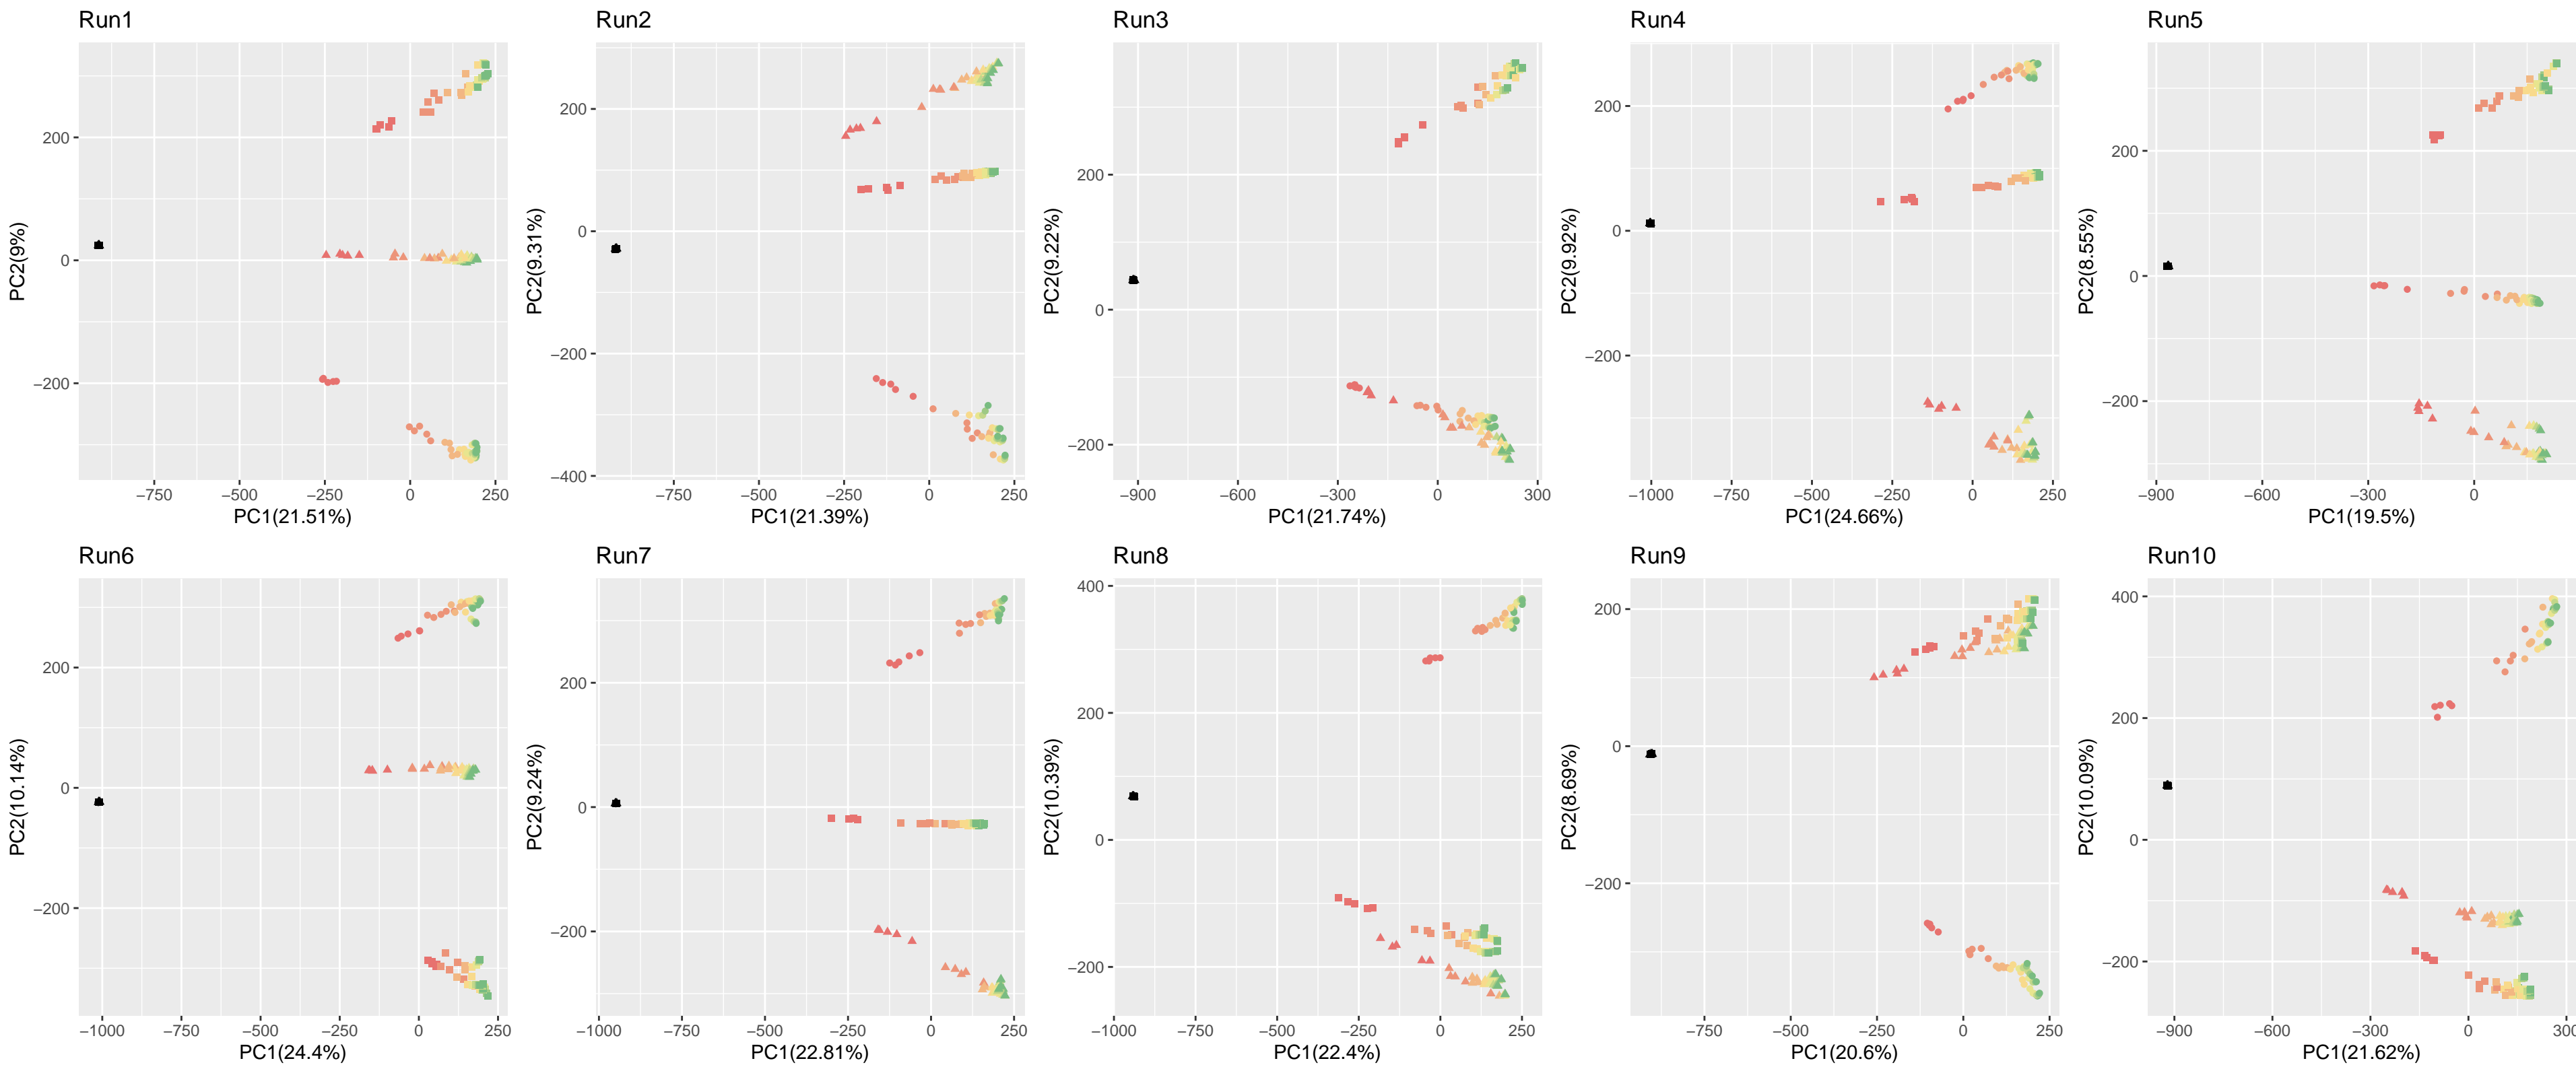 Run1 Run2 Run3 Run4 Run5
200
0
−200
PC2(9%)
−750 −500 −250 0 250
PC1(21.51%)
200
0
−200
−400
PC2(9.31%)
−750 −500 −250 0 250
PC1(21.39%)
200
0
−200
PC2(9.22%)
−900 −600 −300 0 300
PC1(21.74%)
200
0
−200
PC2(9.92%)
−1000 −750 −500 −250 0 250
PC1(24.66%)
200
0
−200
PC2(8.55%)
−900 −600 −300 0
PC1(19.5%)
Run6 Run7 Run8 Run9 Run10
200
0
−200
PC2(10.14%)
−1000 −750 −500 −250 0 250
PC1(24.4%)
200
0
−200
PC2(9.24%)
−1000 −750 −500 −250 0 250
PC1(22.81%)
400
200
0
−200
PC2(10.39%)
−1000 −750 −500 −250 0 250
PC1(22.4%)
200
0
−200
PC2(8.69%)
−750 −500 −250 0 250
PC1(20.6%)
400
200
0
−200
PC2(10.09%)
−900 −600 −300 0 300
PC1(21.62%)